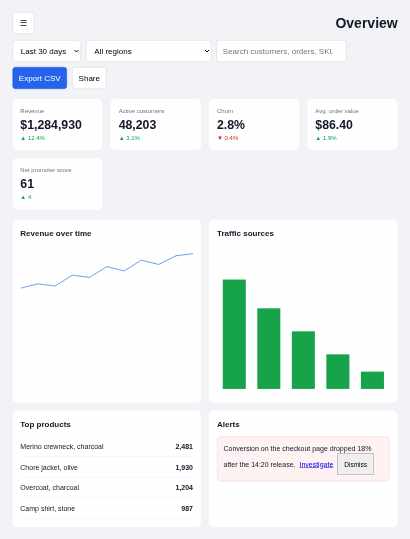 ☰ Overview
Last 30 days All regions Search customers, orders, SKU
Export CSV Share
Revenue Active customers Churn Avg. order value
$1,284,930 48,203 2.8% $86.40
▲ 12.4% ▲ 3.1% ▼ 0.4% ▲ 1.9%
Net promoter score
61
▲ 4
Revenue over time Traffic sources
Top products
Merino crewneck, charcoal 2,481
Chore jacket, olive 1,930
Overcoat, charcoal 1,204
Camp shirt, stone 987
Alerts
Conversion on the checkout page dropped 18%
after the 14:20 release. Investigate Dismiss